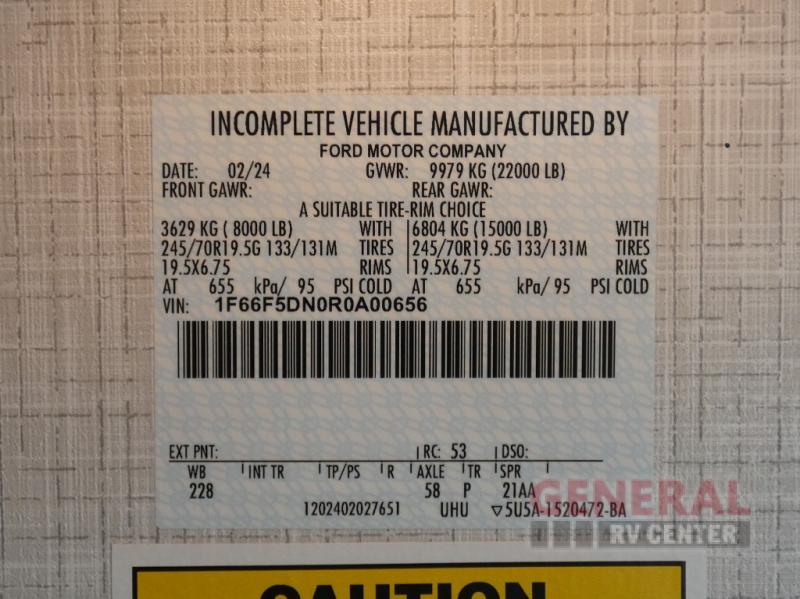 INCOMPLETE VEHICLE MANUFACTURED BY
FORD MOTOR COMPANY
DATE: 02/24 GVWR: 9979 KG (22000 LB)
FRONT GAWR: REAR GAWR:
A SUITABLE TIRE-RIM CHOICE
3629 KG ( 8000 LB) WITH 6804 KG (15000 LB) WITH
245/70R19.5G 133/131M TIRES 245/70R19.5G 133/131M TIRES
19.5X6.75 RIMS 19.5X6.75 RIMS
AT 655 kPa/ 95 PSI COLD AT 655 kPa/ 95 PSI COLD
VIN: 1F66F5DN0R0A00656
EXT PNT: RC: 53 DSO:
WB INT TR TP/PS R AXLE TR SPR
228 58 P 21AA
1202402027651 UHU ▽5U5A-1520472-BA
GENERAL
RV CENTER
CAUTION